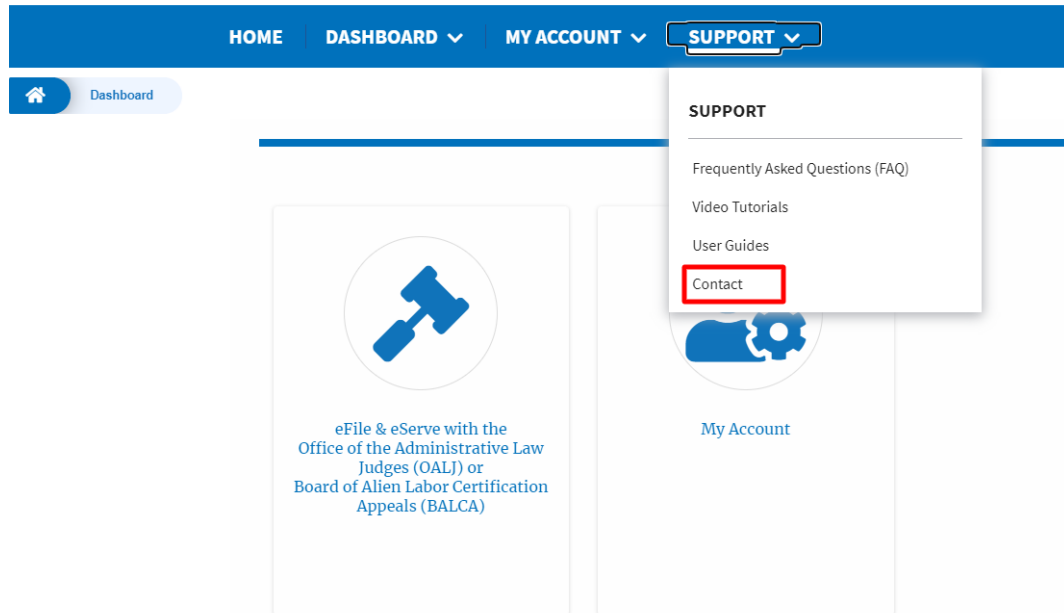 HOME DASHBOARD MY ACCOUNT SUPPORT
Dashboard
SUPPORT
Frequently Asked Questions (FAQ)
Video Tutorials
User Guides
Contact
eFile & eServe with the
Office of the Administrative Law
Judges (OALJ) or
Board of Alien Labor Certification
Appeals (BALCA)
My Account